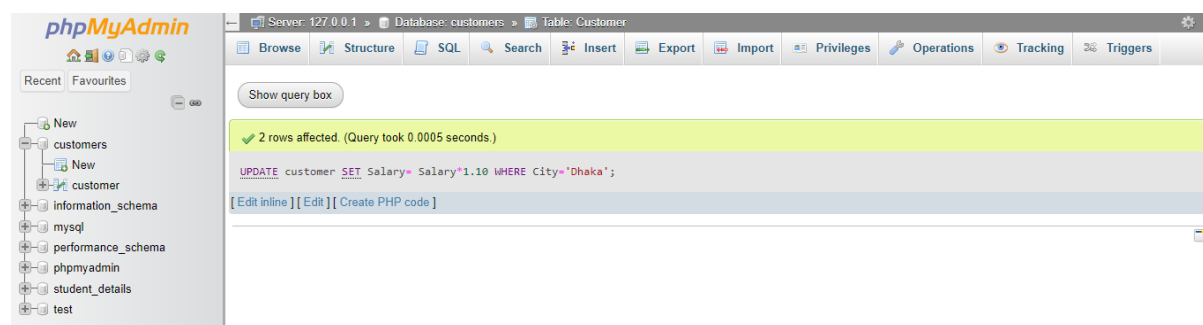 phpMyAdmin
Recent Favourites
New
customers
New
customer
information_schema
mysql
performance_schema
phpmyadmin
student_details
test
Server: 127.0.0.1 » Database: customers » Table: Customer
Browse Structure SQL Search Insert Export Import Privileges Operations Tracking Triggers
Show query box
2 rows affected. (Query took 0.0005 seconds.)
UPDATE customer SET Salary= Salary*1.10 WHERE City='Dhaka';
[ Edit inline ] [ Edit ] [ Create PHP code ]